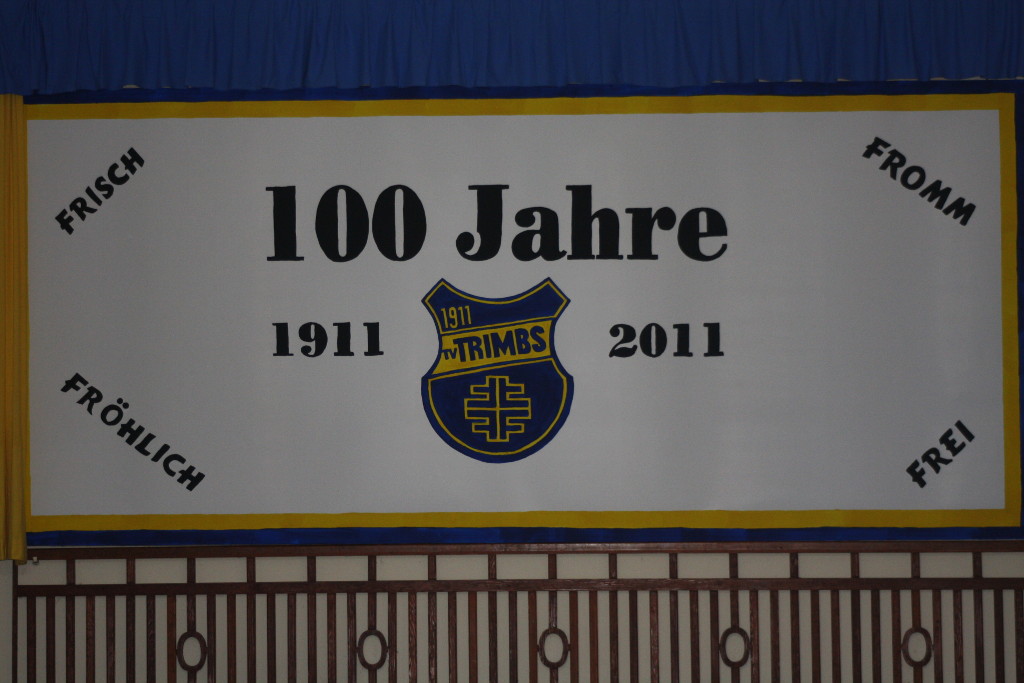 FRISCH
FROMM
100 Jahre
1911
1911
TV TRIMBS
2011
FRÖHLICH
FREI